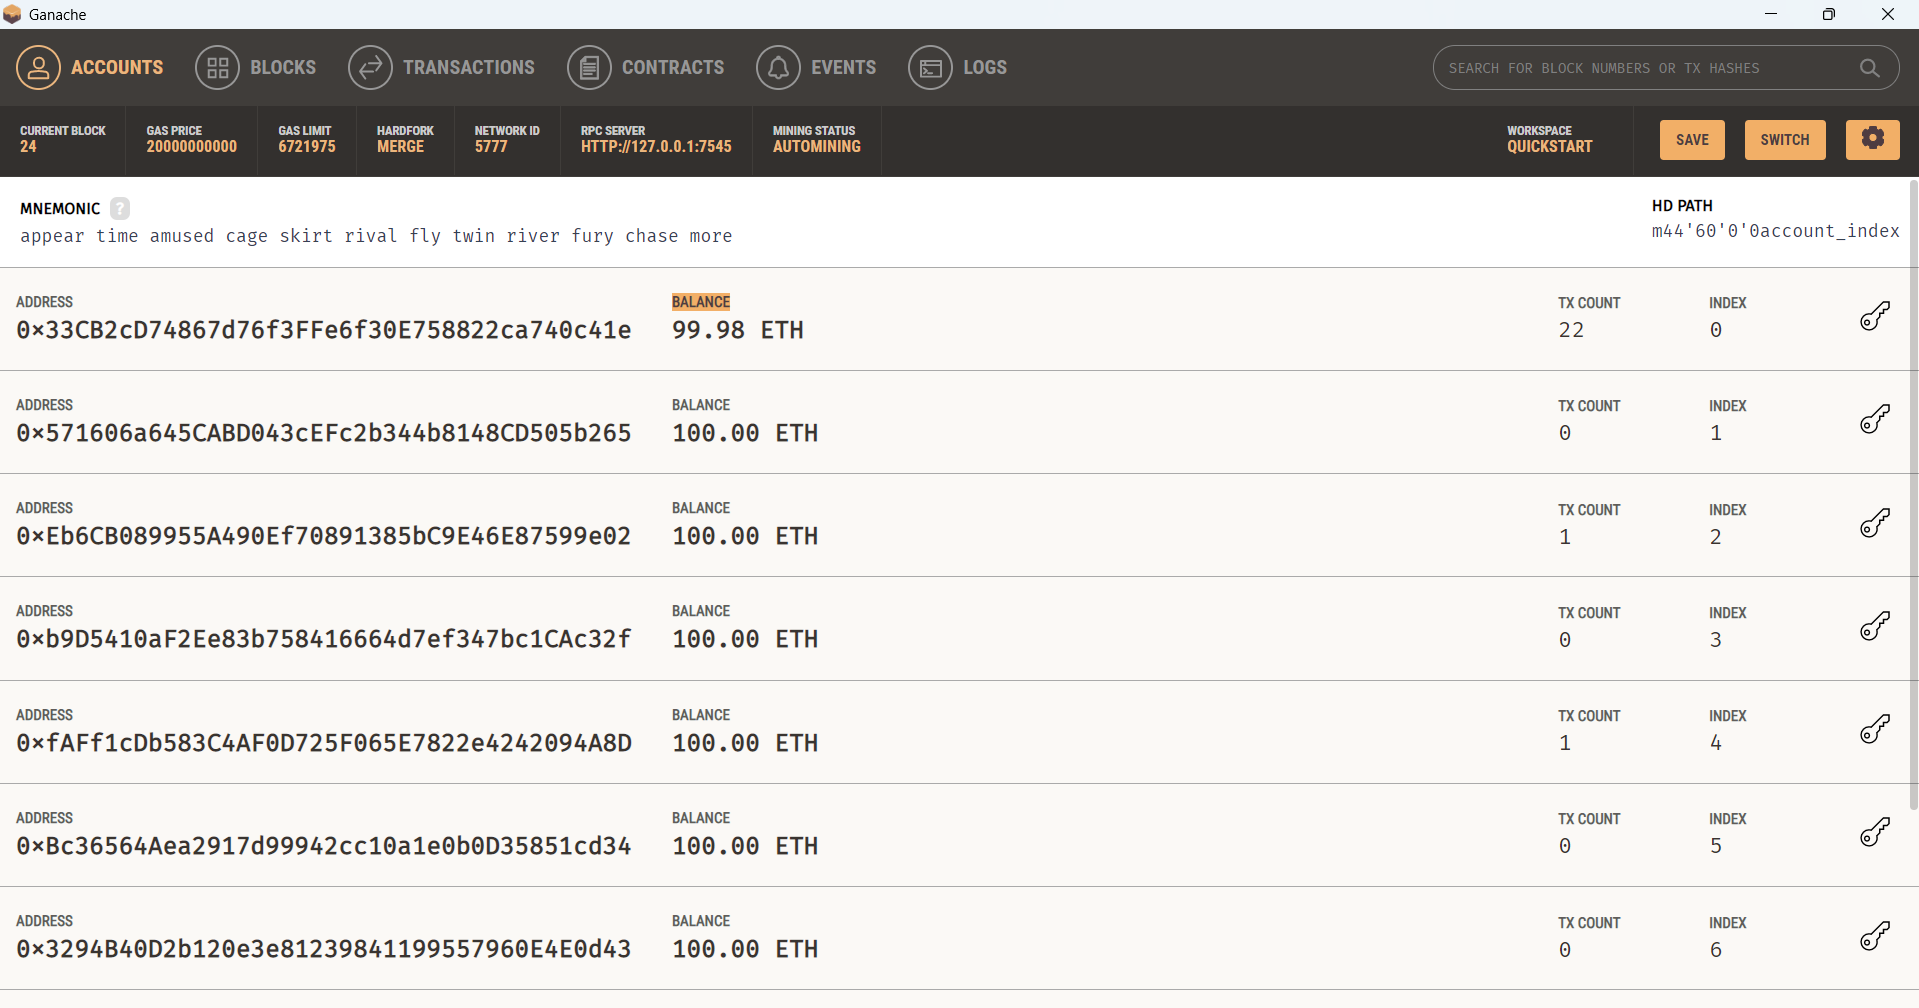 Ganache
ACCOUNTS BLOCKS TRANSACTIONS CONTRACTS EVENTS LOGS SEARCH FOR BLOCK NUMBERS OR TX HASHES
CURRENT BLOCK GAS PRICE GAS LIMIT HARDFORK NETWORK ID RPC SERVER MINING STATUS WORKSPACE
24 20000000000 6721975 MERGE 5777 HTTP://127.0.0.1:7545 AUTOMINING QUICKSTART SAVE SWITCH
MNEMONIC ? HD PATH
appear time amused cage skirt rival fly twin river fury chase more m44'60'0'0account_index
ADDRESS BALANCE TX COUNT INDEX
0×33CB2cD74867d76f3FFe6f30E758822ca740c41e 99.98 ETH 22 0
ADDRESS BALANCE TX COUNT INDEX
0×571606a645CABD043cEFc2b344b8148CD505b265 100.00 ETH 0 1
ADDRESS BALANCE TX COUNT INDEX
0×Eb6CB089955A490Ef70891385bC9E46E87599e02 100.00 ETH 1 2
ADDRESS BALANCE TX COUNT INDEX
0×b9D5410aF2Ee83b758416664d7ef347bc1CAc32f 100.00 ETH 0 3
ADDRESS BALANCE TX COUNT INDEX
0×fAFf1cDb583C4AF0D725F065E7822e4242094A8D 100.00 ETH 1 4
ADDRESS BALANCE TX COUNT INDEX
0×Bc36564Aea2917d99942cc10a1e0b0D35851cd34 100.00 ETH 0 5
ADDRESS BALANCE TX COUNT INDEX
0×3294B40D2b120e3e81239841199557960E4E0d43 100.00 ETH 0 6